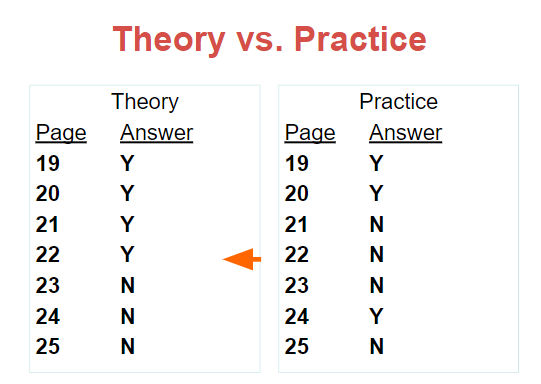 Theory vs. Practice
Theory
Page Answer
19 Y
20 Y
21 Y
22 Y
23 N
24 N
25 N
Practice
Page Answer
19 Y
20 Y
21 N
22 N
23 N
24 Y
25 N